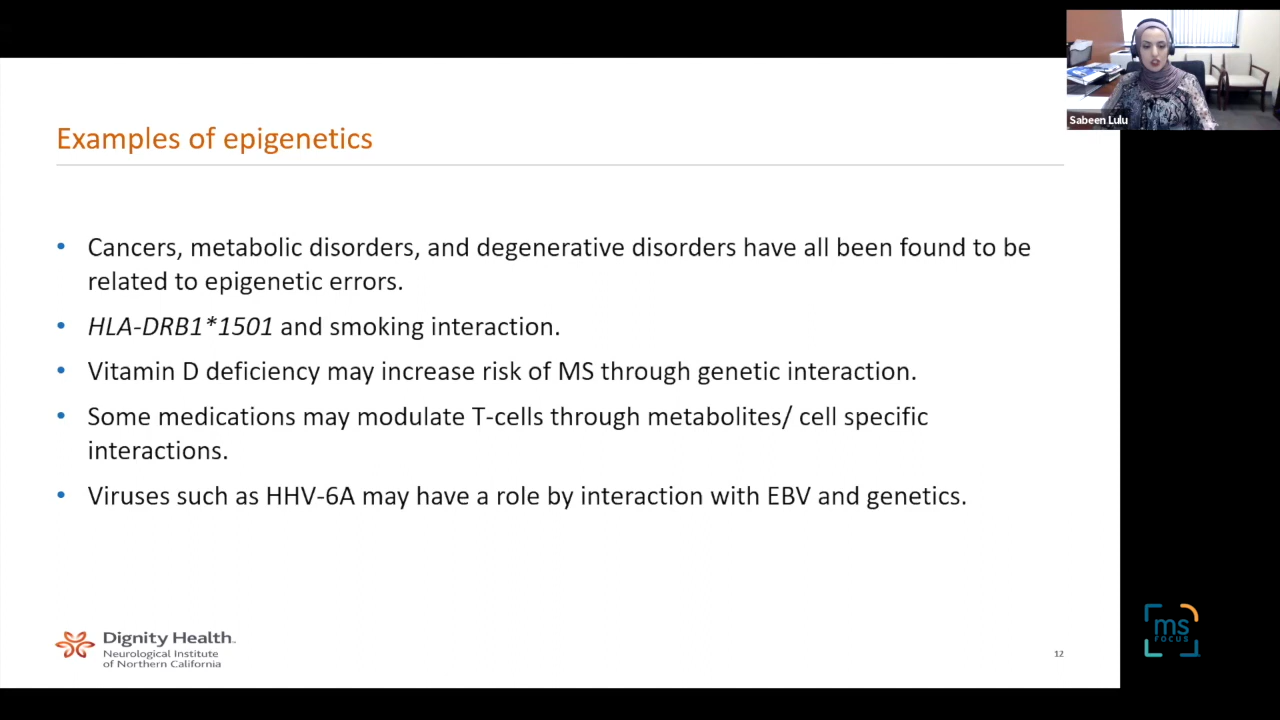 Sabeen Lulu
Examples of epigenetics
• Cancers, metabolic disorders, and degenerative disorders have all been found to be
related to epigenetic errors.
• HLA-DRB1*1501 and smoking interaction.
• Vitamin D deficiency may increase risk of MS through genetic interaction.
• Some medications may modulate T-cells through metabolites/ cell specific
interactions.
• Viruses such as HHV-6A may have a role by interaction with EBV and genetics.
Dignity Health™
Neurological Institute
of Northern California
12
ms
FOCUS